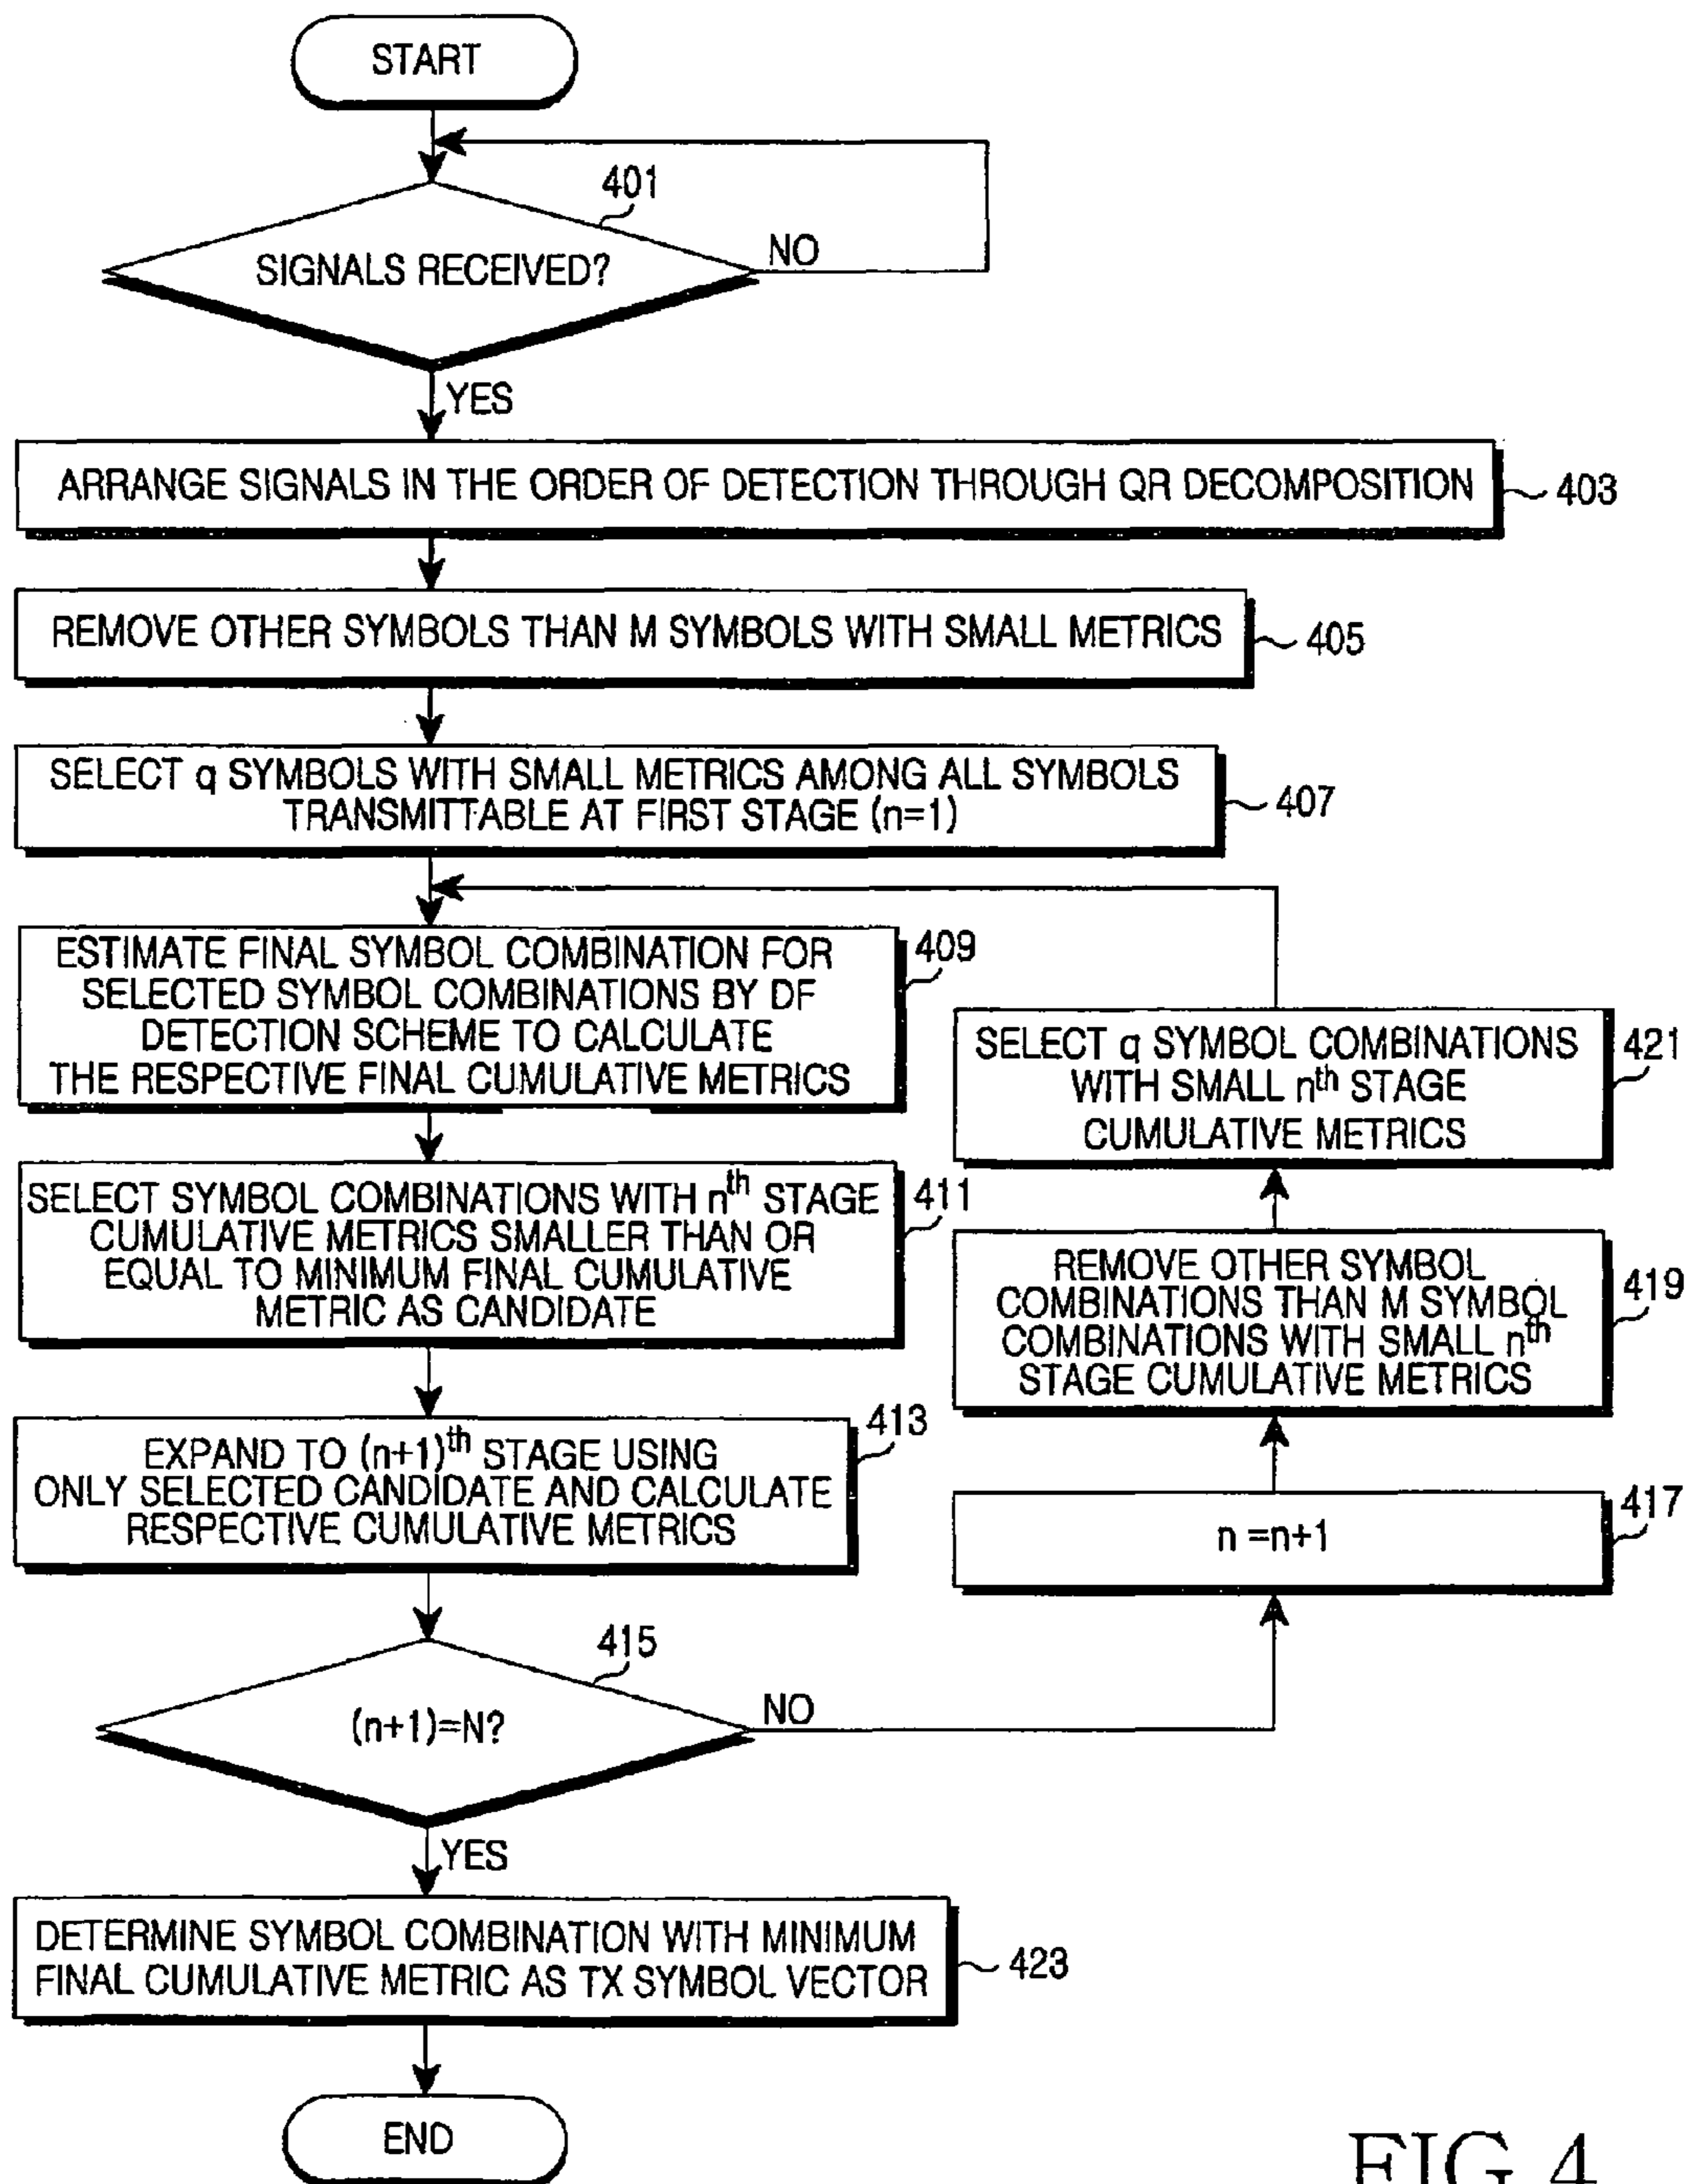 START
401
SIGNALS RECEIVED?
NO
YES
ARRANGE SIGNALS IN THE ORDER OF DETECTION THROUGH QR DECOMPOSITION
403
REMOVE OTHER SYMBOLS THAN M SYMBOLS WITH SMALL METRICS
405
SELECT q SYMBOLS WITH SMALL METRICS AMONG ALL SYMBOLS
TRANSMITTABLE AT FIRST STAGE (n=1)
407
ESTIMATE FINAL SYMBOL COMBINATION FOR
SELECTED SYMBOL COMBINATIONS BY DF
DETECTION SCHEME TO CALCULATE
THE RESPECTIVE FINAL CUMULATIVE METRICS
409
SELECT SYMBOL COMBINATIONS WITH nth STAGE
CUMULATIVE METRICS SMALLER THAN OR
EQUAL TO MINIMUM FINAL CUMULATIVE
METRIC AS CANDIDATE
411
EXPAND TO (n+1)th STAGE USING
ONLY SELECTED CANDIDATE AND CALCULATE
RESPECTIVE CUMULATIVE METRICS
413
415
(n+1)=N?
NO
n =n+1
417
REMOVE OTHER SYMBOL
COMBINATIONS THAN M SYMBOL
COMBINATIONS WITH SMALL nth
STAGE CUMULATIVE METRICS
419
SELECT q SYMBOL COMBINATIONS
WITH SMALL nth STAGE
CUMULATIVE METRICS
421
YES
DETERMINE SYMBOL COMBINATION WITH MINIMUM
FINAL CUMULATIVE METRIC AS TX SYMBOL VECTOR
423
END
FIG.4